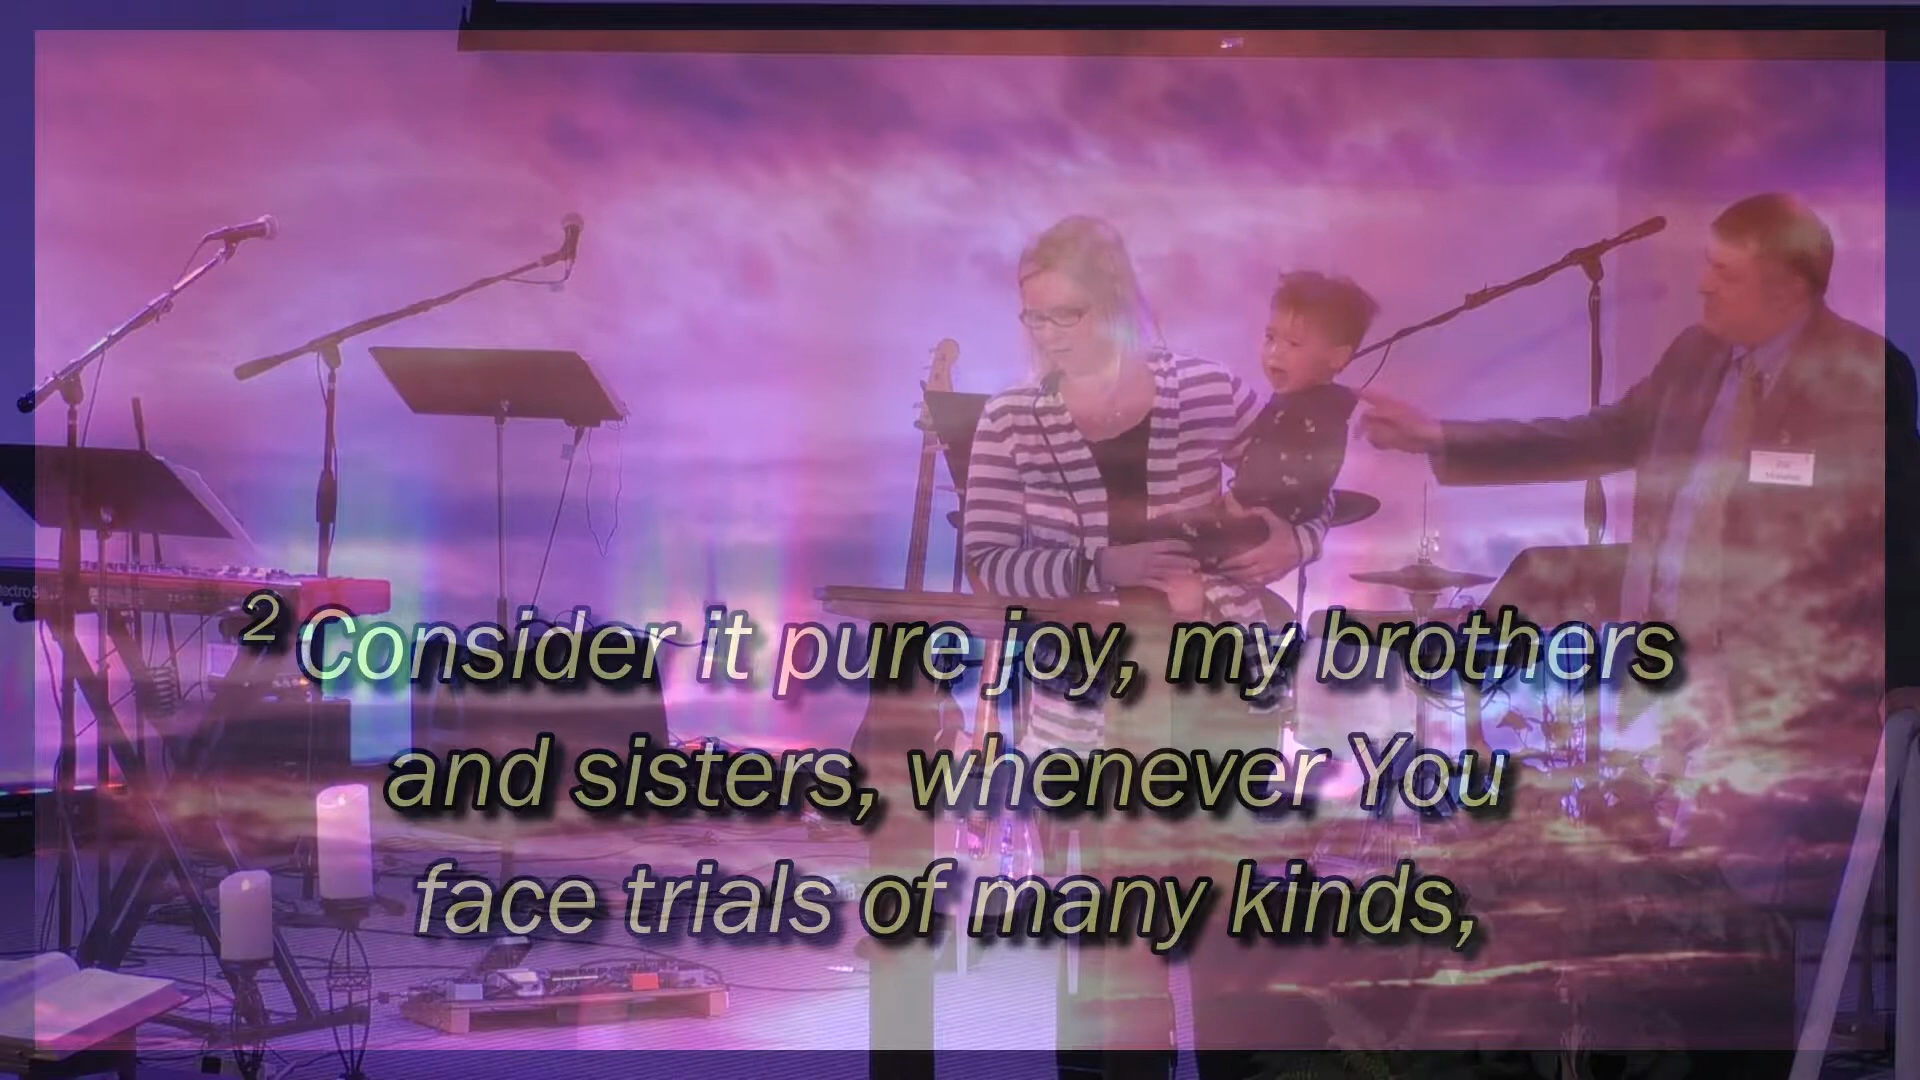 ² Consider it pure joy, my brothers
and sisters, whenever You
face trials of many kinds,